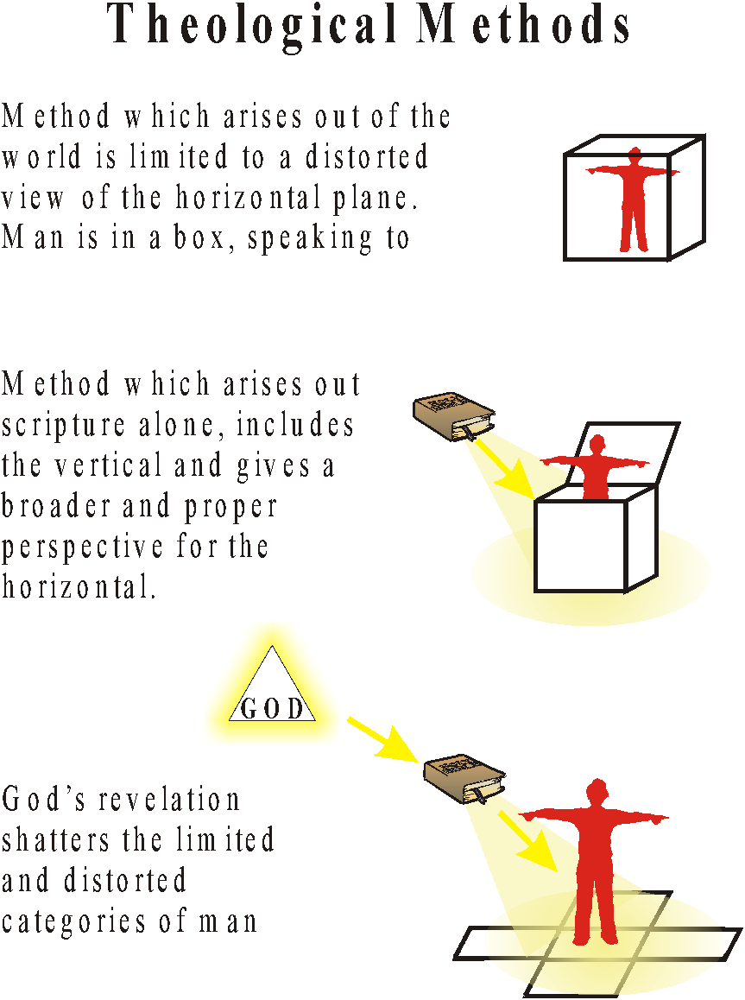 Theological Methods
Method which arises out of the
world is limited to a distorted
view of the horizontal plane.
Man is in a box, speaking to
Method which arises out
scripture alone, includes
the vertical and gives a
broader and proper
perspective for the
horizontal.
GOD
God’s revelation
shatters the limited
and distorted
categories of man